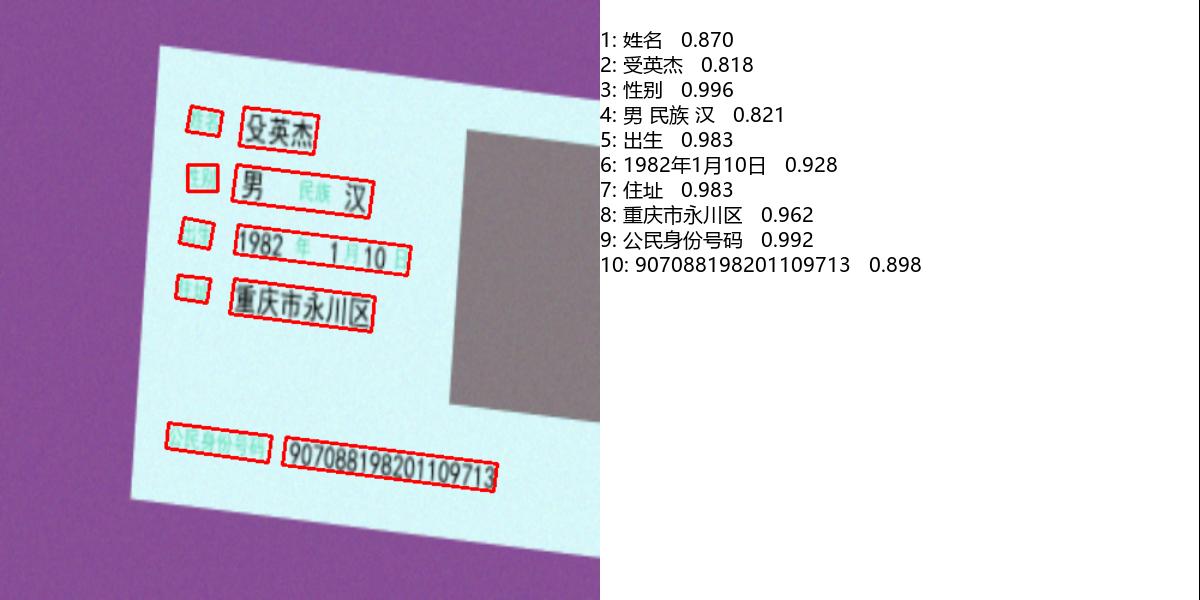 姓名 殳英杰
性别 男 民族 汉
出生 1982 年 1 月 10 日
住址 重庆市永川区
公民身份号码 907088198201109713
1: 姓名 0.870
2: 受英杰 0.818
3: 性别 0.996
4: 男 民族 汉 0.821
5: 出生 0.983
6: 1982年1月10日 0.928
7: 住址 0.983
8: 重庆市永川区 0.962
9: 公民身份号码 0.992
10: 907088198201109713 0.898